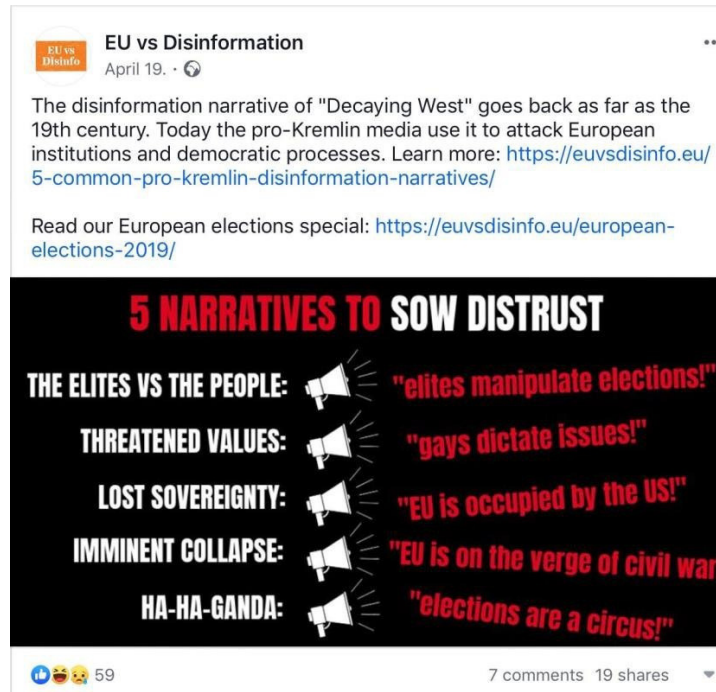 EU vs
Disinfo
EU vs Disinformation
April 19. ·
The disinformation narrative of "Decaying West" goes back as far as the
19th century. Today the pro-Kremlin media use it to attack European
institutions and democratic processes. Learn more: https://euvsdisinfo.eu/
5-common-pro-kremlin-disinformation-narratives/
Read our European elections special: https://euvsdisinfo.eu/european-
elections-2019/
5 NARRATIVES TO SOW DISTRUST
THE ELITES VS THE PEOPLE: "elites manipulate elections!"
THREATENED VALUES: "gays dictate issues!"
LOST SOVEREIGNTY: "EU is occupied by the US!"
IMMINENT COLLAPSE: "EU is on the verge of civil war
HA-HA-GANDA: "elections are a circus!"
59 7 comments 19 shares